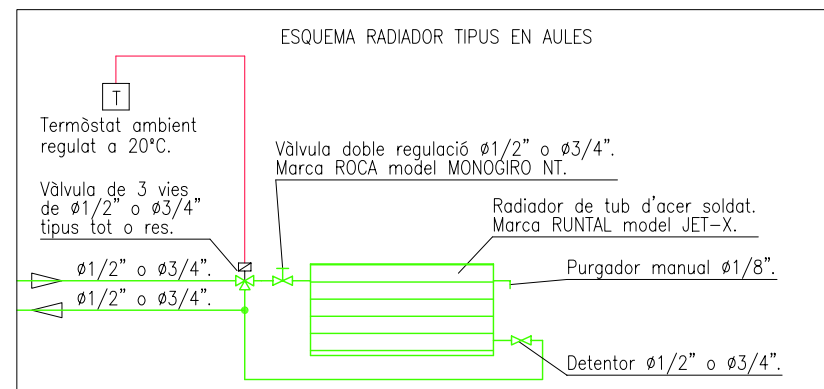 ESQUEMA RADIADOR TIPUS EN AULES
T
Termòstat ambient
regulat a 20ºC.
Vàlvula doble regulació ø1/2" o ø3/4".
Marca ROCA model MONOGIRO NT.
Vàlvula de 3 vies
de ø1/2" o ø3/4"
tipus tot o res.
Radiador de tub d'acer soldat.
Marca RUNTAL model JET-X.
ø1/2" o ø3/4".
Purgador manual ø1/8".
ø1/2" o ø3/4".
Detentor ø1/2" o ø3/4".